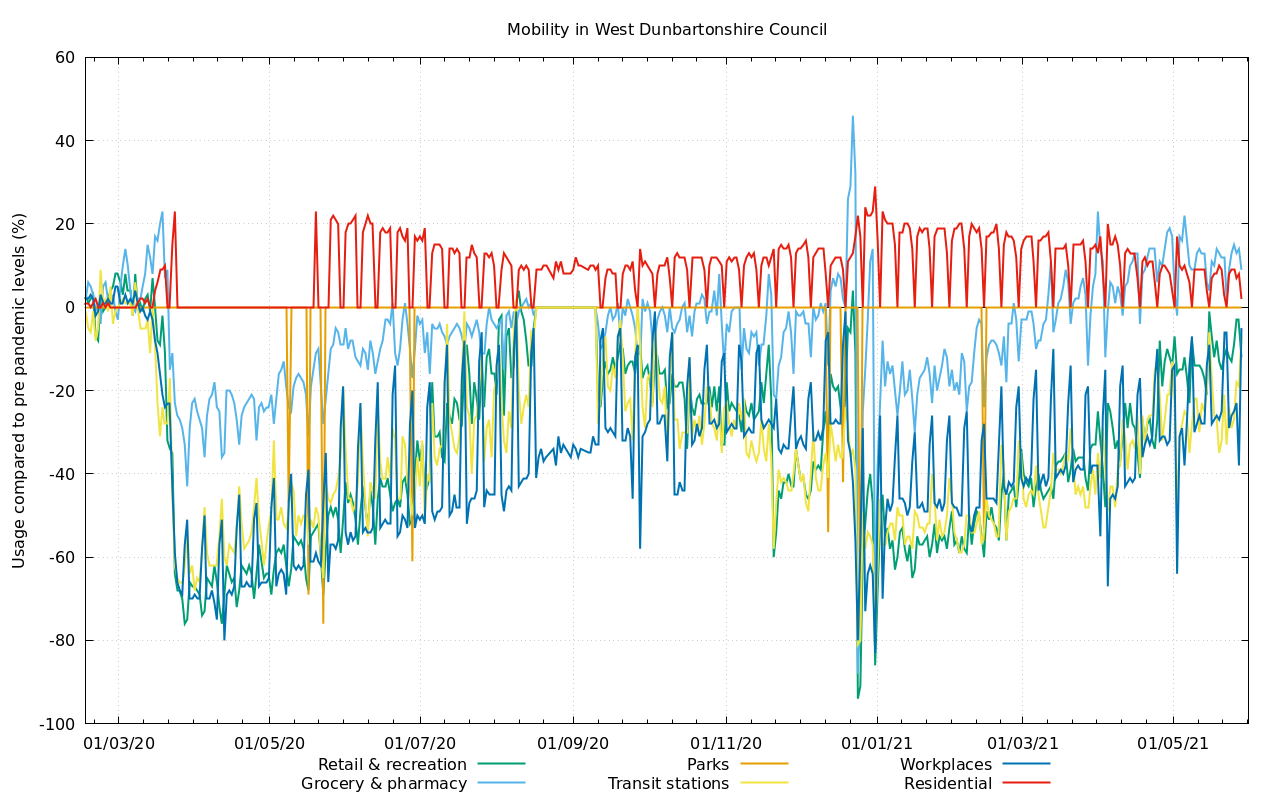 Mobility in West Dunbartonshire Council
Usage compared to pre pandemic levels (%)
60
40
20
0
-20
-40
-60
-80
-100
01/03/20 01/05/20 01/07/20 01/09/20 01/11/20 01/01/21 01/03/21 01/05/21
Retail & recreation Parks Workplaces
Grocery & pharmacy Transit stations Residential